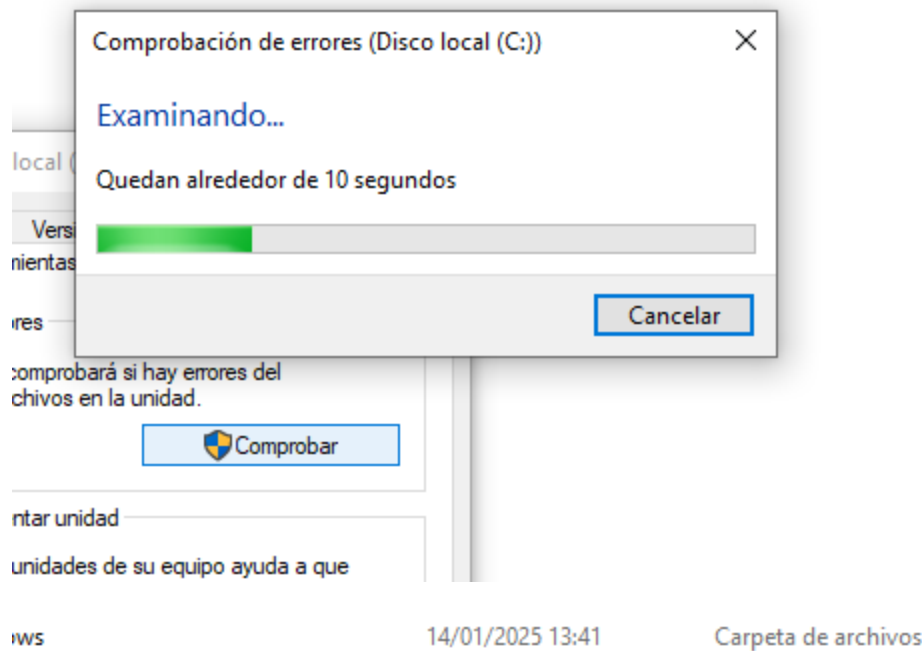 Comprobación de errores (Disco local (C:))
Examinando...
local (
Quedan alrededor de 10 segundos
Versi
mientas
ores
Cancelar
comprobará si hay errores del
chivos en la unidad.
Comprobar
ntar unidad
unidades de su equipo ayuda a que
ows 14/01/2025 13:41 Carpeta de archivos